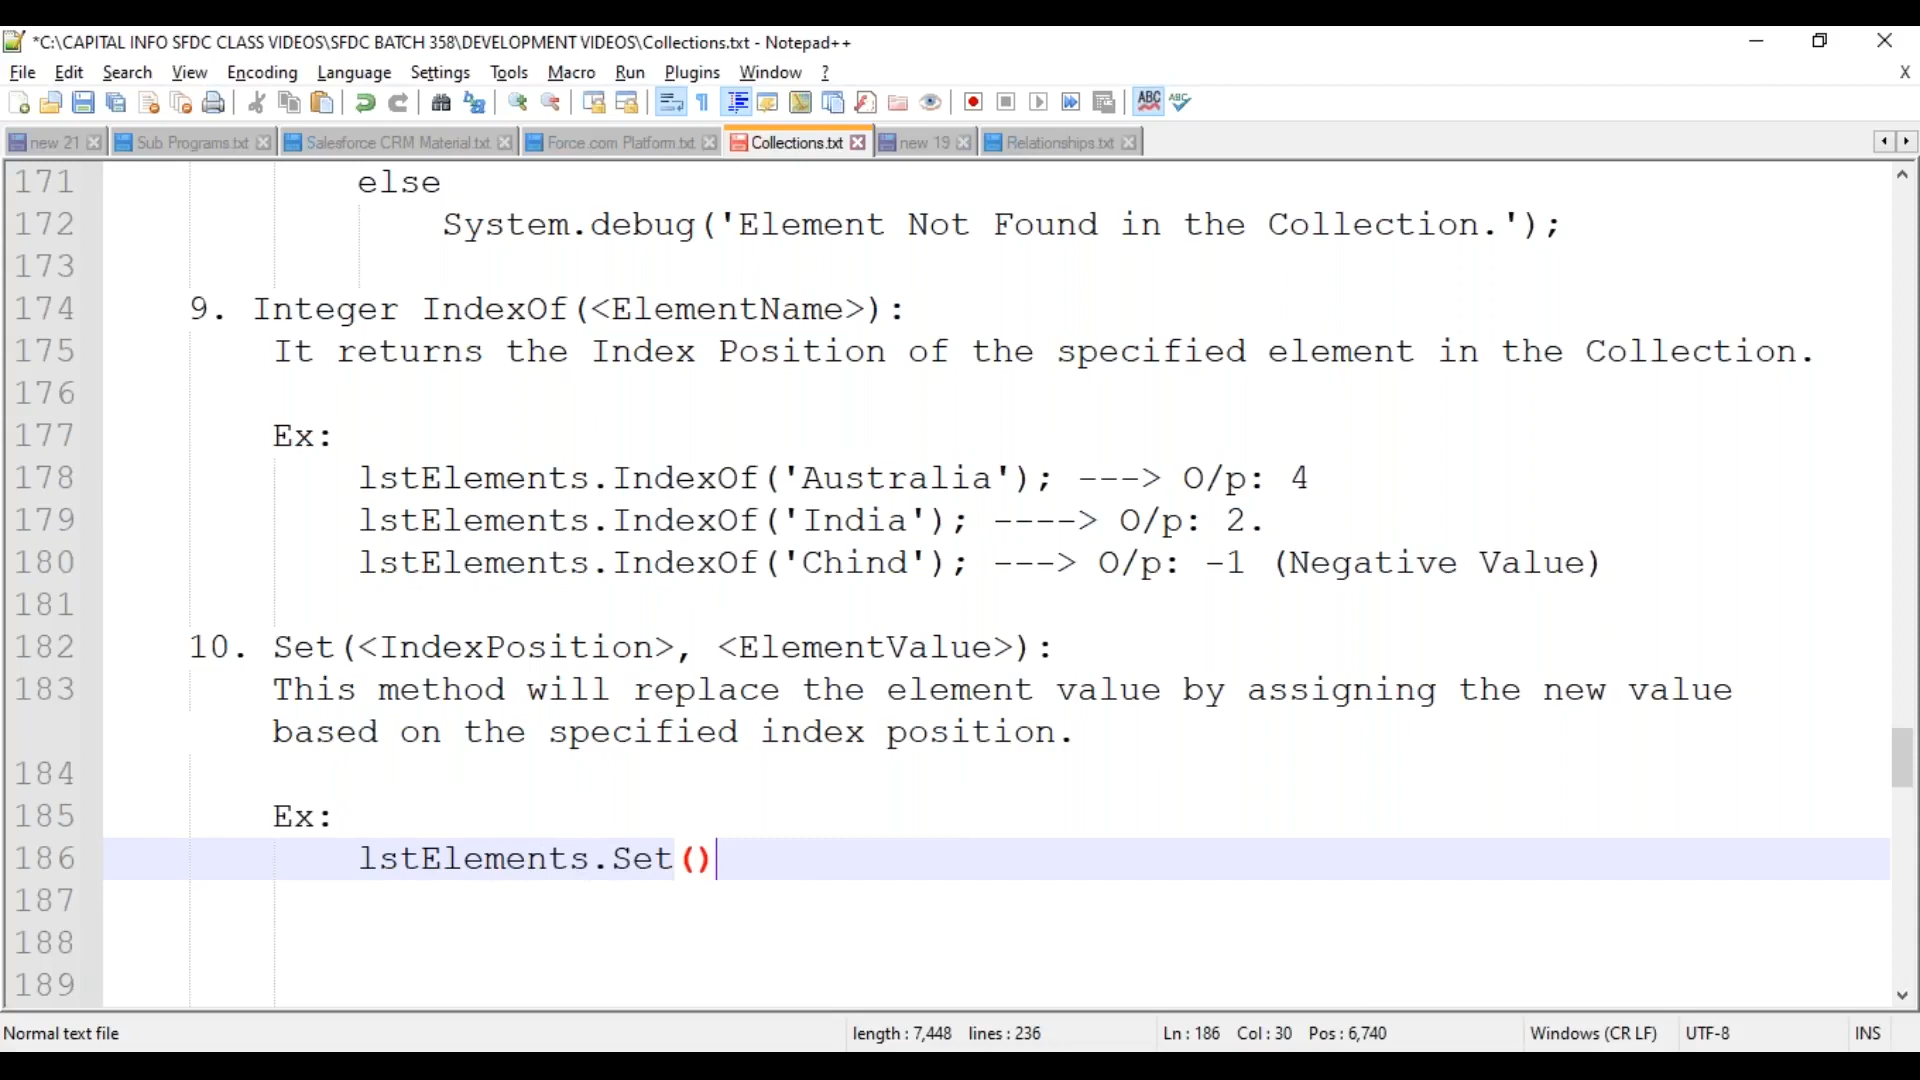 *C:\CAPITAL INFO SFDC CLASS VIDEOS\SFDC BATCH 358\DEVELOPMENT VIDEOS\Collections.txt - Notepad++
File Edit Search View Encoding Language Settings Tools Macro Run Plugins Window ? X
new 21 Sub Programs.txt Salesforce CRM Material.txt Force.com Platform.txt Collections.txt new 19 Relationships.txt
171 else
172 System.debug('Element Not Found in the Collection.');
173
174 9. Integer IndexOf(<ElementName>):
175 It returns the Index Position of the specified element in the Collection.
176
177 Ex:
178 lstElements.IndexOf('Australia'); ---> O/p: 4
179 lstElements.IndexOf('India'); ----> O/p: 2.
180 lstElements.IndexOf('Chind'); ---> O/p: -1 (Negative Value)
181
182 10. Set(<IndexPosition>, <ElementValue>):
183 This method will replace the element value by assigning the new value
based on the specified index position.
184
185 Ex:
186 lstElements.Set()
187
188
189
Normal text file length : 7,448 lines : 236 Ln : 186 Col : 30 Pos : 6,740 Windows (CR LF) UTF-8 INS